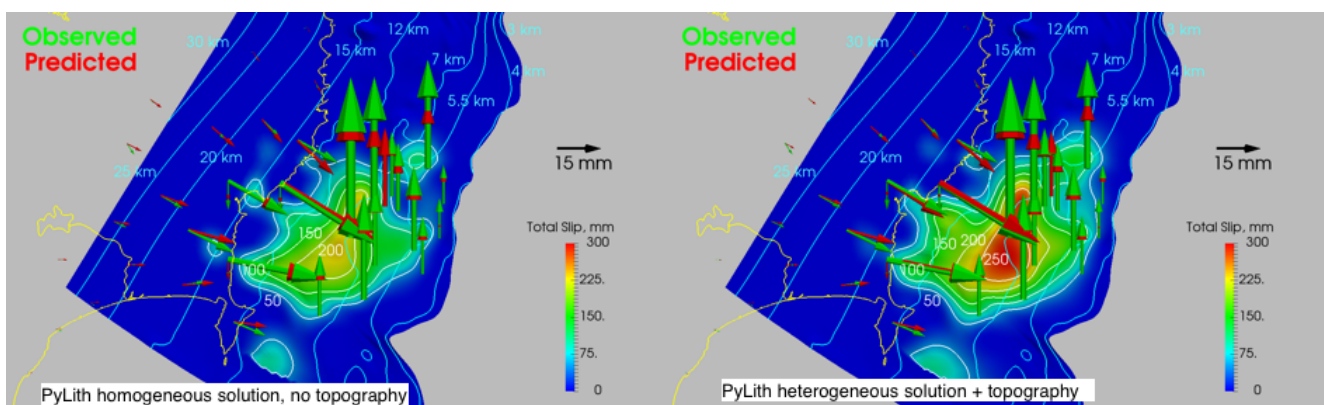 Observed
Predicted
30 km
25 km
20 km
15 km
12 km
7 km
5.5 km
4 km
3 km
15 mm
150
200
100
50
Total Slip, mm
300
225
150.
75.
0
PyLith homogeneous solution, no topography
Observed
Predicted
30 km
25 km
20 km
15 km
12 km
7 km
5.5 km
4 km
3 km
15 mm
150
200
250
100
50
Total Slip, mm
300
225
150.
75.
0
PyLith heterogeneous solution + topography